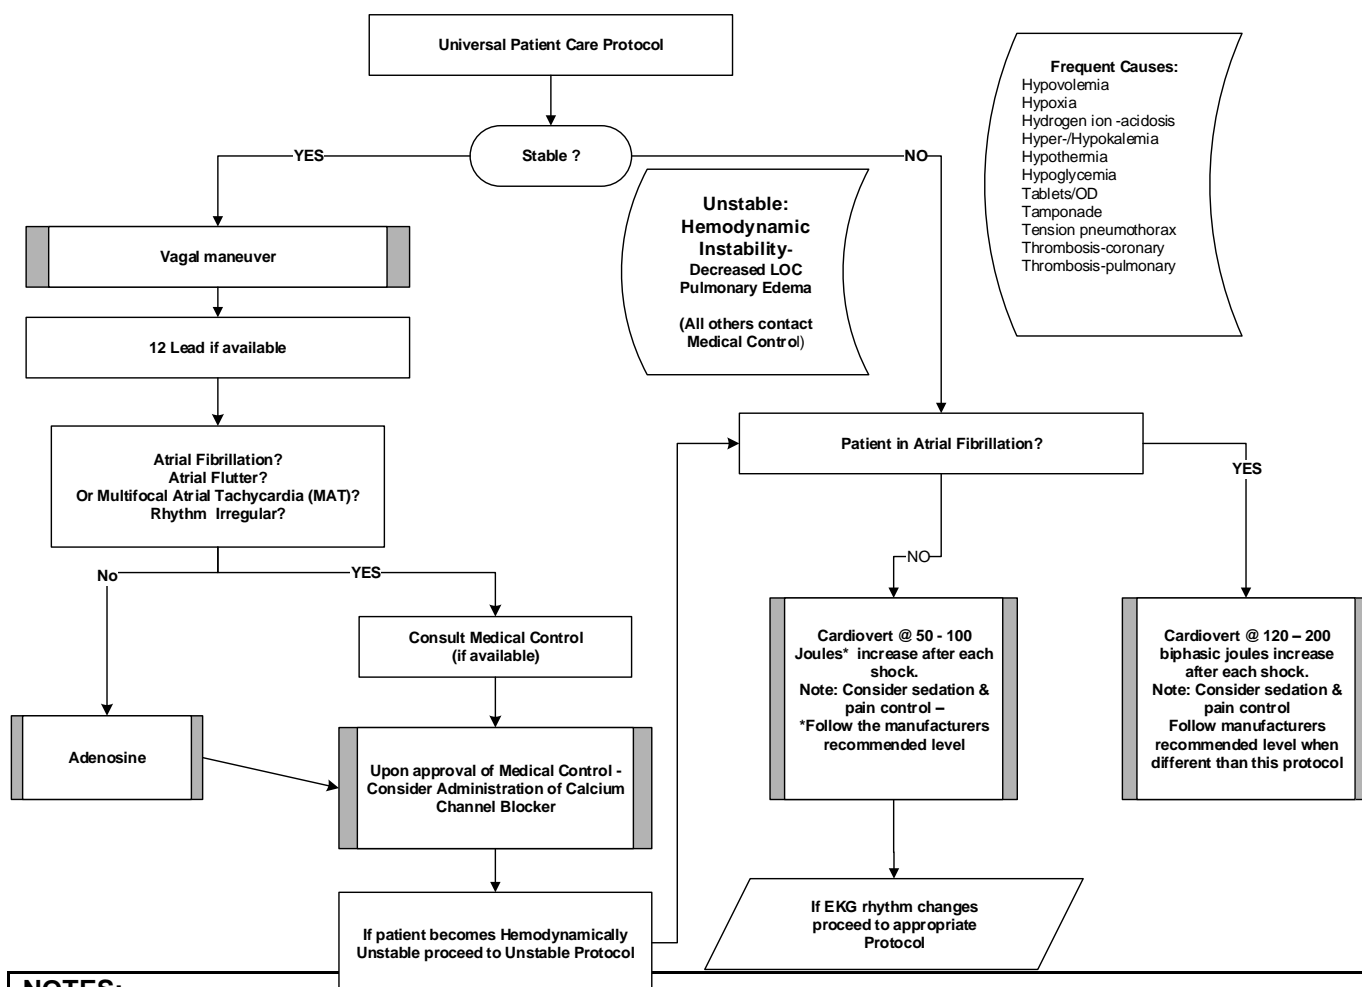 Universal Patient Care Protocol
Frequent Causes:
Hypovolemia
Hypoxia
Hydrogen ion -acidosis
Hyper-/Hypokalemia
Hypothermia
Hypoglycemia
Tablets/OD
Tamponade
Tension pneumothorax
Thrombosis-coronary
Thrombosis-pulmonary
Stable ?
YES
NO
Unstable:
Hemodynamic
Instability-
Decreased LOC
Pulmonary Edema
(All others contact
Medical Control)
Vagal maneuver
12 Lead if available
Atrial Fibrillation?
Atrial Flutter?
Or Multifocal Atrial Tachycardia (MAT)?
Rhythm Irregular?
Patient in Atrial Fibrillation?
YES
NO
No
YES
Consult Medical Control
(if available)
Cardiovert @ 50 - 100
Joules* increase after each
shock.
Note: Consider sedation &
pain control –
*Follow the manufacturers
recommended level
Cardiovert @ 120 – 200
biphasic joules increase
after each shock.
Note: Consider sedation &
pain control
Follow manufacturers
recommended level when
different than this protocol
Adenosine
Upon approval of Medical Control -
Consider Administration of Calcium
Channel Blocker
If patient becomes Hemodynamically
Unstable proceed to Unstable Protocol
If EKG rhythm changes
proceed to appropriate
Protocol
NOTES: